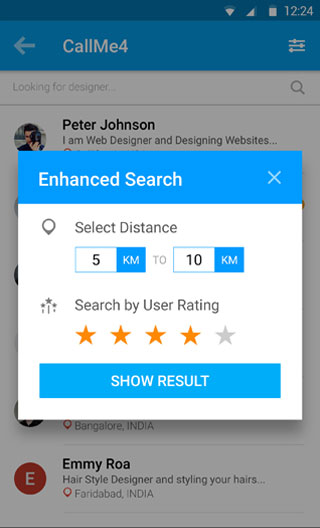 12:24
CallMe4
Looking for designer...
Peter Johnson
I am Web Designer and Designing Websites...
Enhanced Search
Select Distance
5 KM TO 10 KM
Search by User Rating
SHOW RESULT
Bangalore, INDIA
E
Emmy Roa
Hair Style Designer and styling your hairs...
Faridabad, INDIA